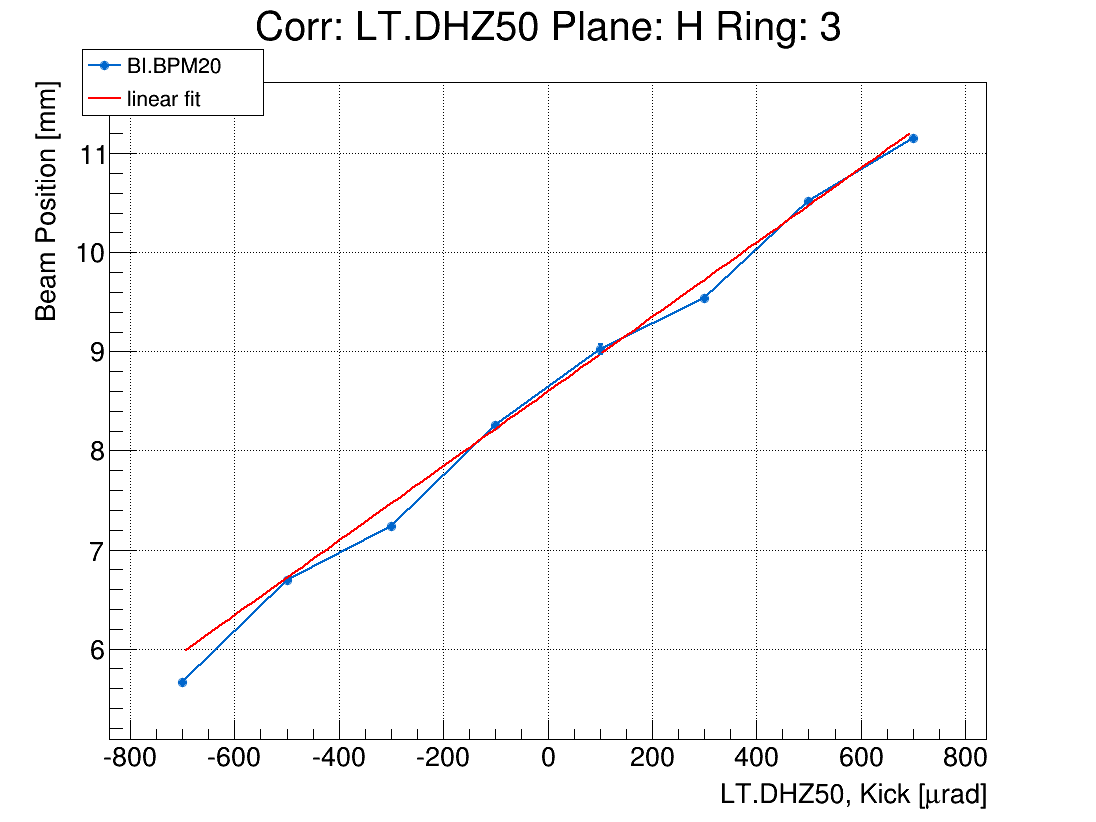 Corr: LT.DHZ50 Plane: H Ring: 3
BI.BPM20
linear fit
Beam Position [mm]
11
10
9
8
7
6
-800 -600 -400 -200 0 200 400 600 800
LT.DHZ50, Kick [μrad]